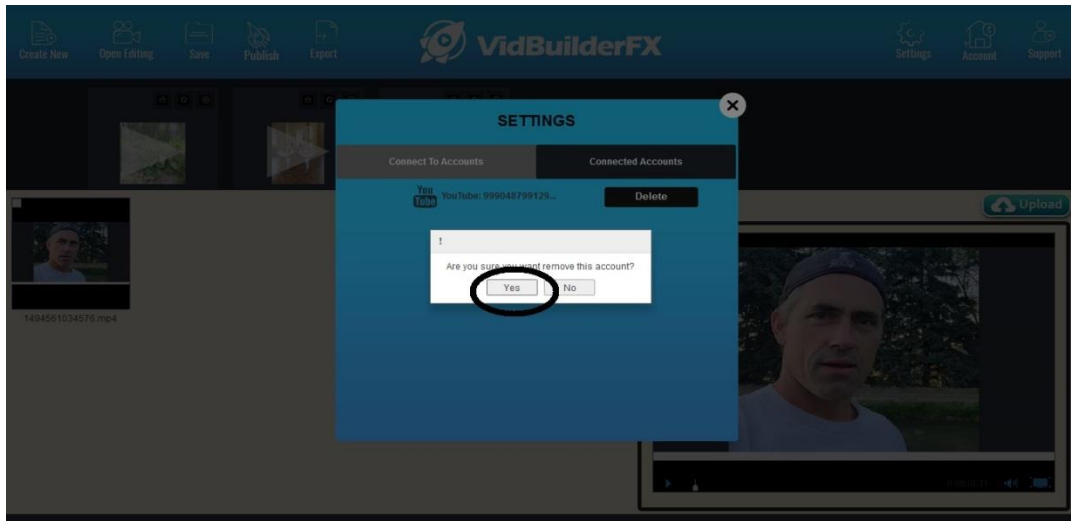 Create New
Open Editing
Save
Publish
Export
VidBuilderFX
Settings
Account
Support
SETTINGS
Connect To Accounts
Connected Accounts
You Tube
YouTube: 999048799129...
Delete
Upload
!
Are you sure you want remove this account?
Yes
No
1494561034576.mp4